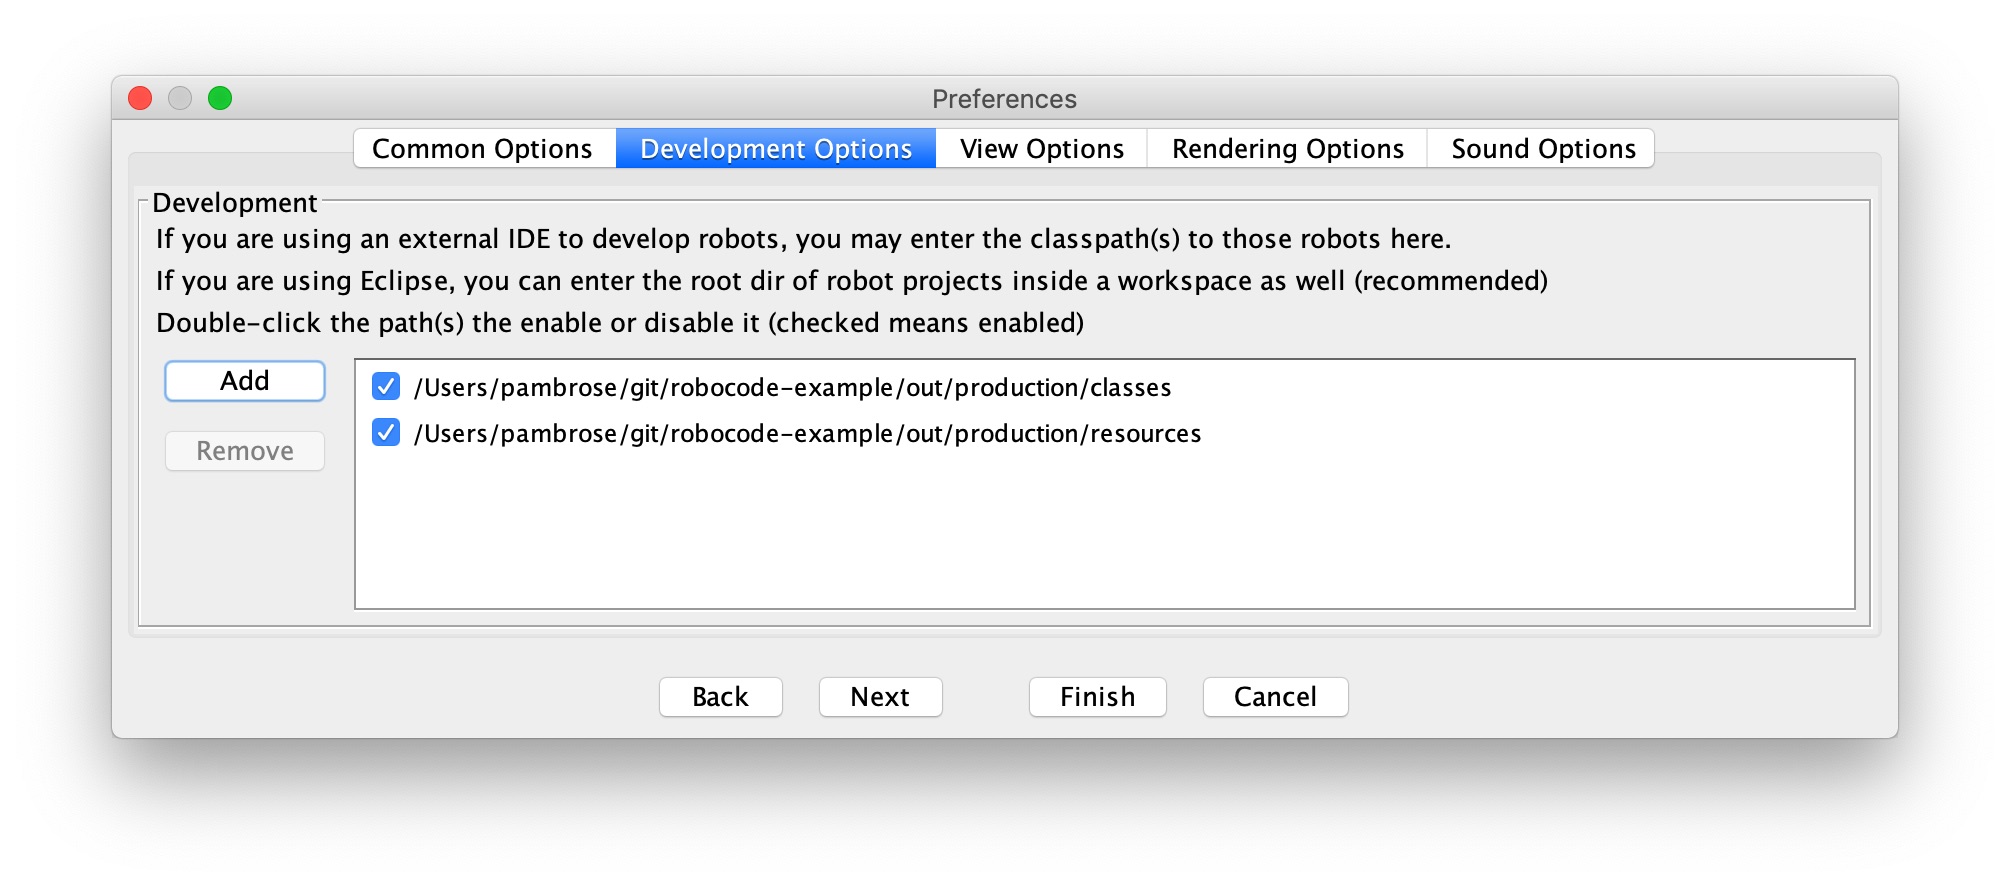 Preferences
Common Options Development Options View Options Rendering Options Sound Options
Development
If you are using an external IDE to develop robots, you may enter the classpath(s) to those robots here.
If you are using Eclipse, you can enter the root dir of robot projects inside a workspace as well (recommended)
Double-click the path(s) the enable or disable it (checked means enabled)
Add
/Users/pambrose/git/robocode-example/out/production/classes
/Users/pambrose/git/robocode-example/out/production/resources
Remove
Back Next Finish Cancel